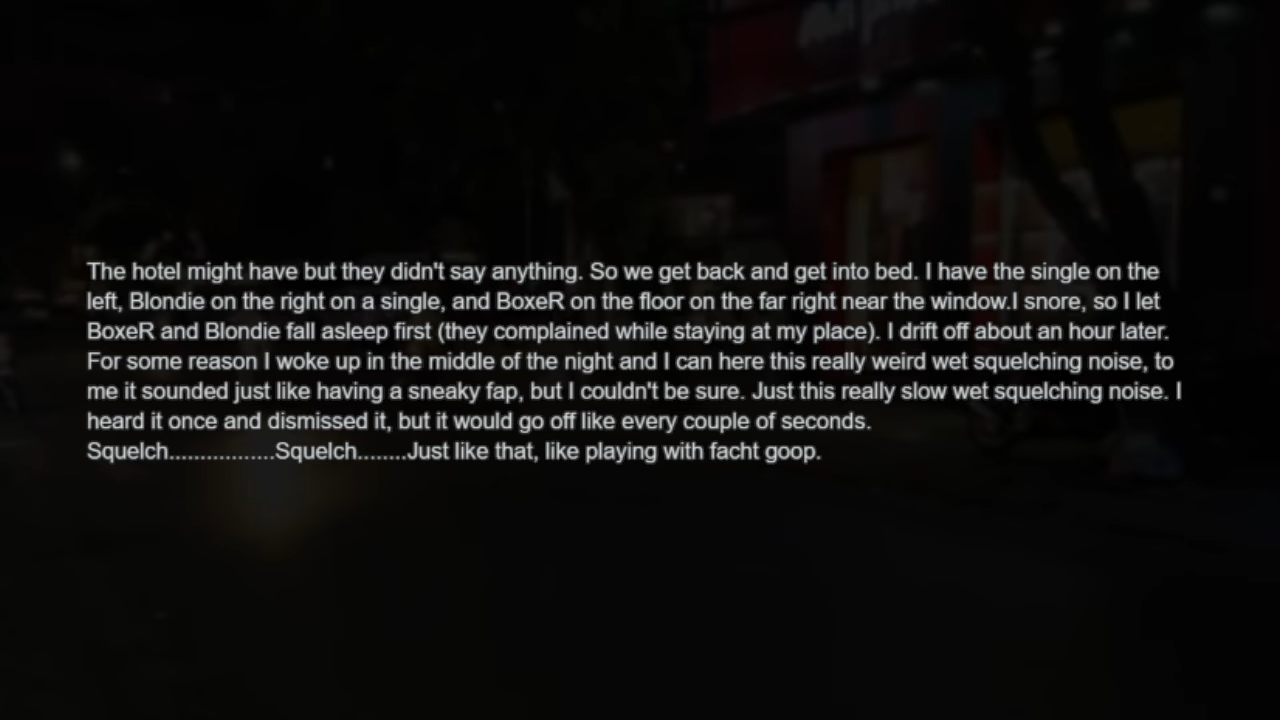 The hotel might have but they didn't say anything. So we get back and get into bed. I have the single on the
left, Blondie on the right on a single, and BoxeR on the floor on the far right near the window.I snore, so I let
BoxeR and Blondie fall asleep first (they complained while staying at my place). I drift off about an hour later.
For some reason I woke up in the middle of the night and I can here this really weird wet squelching noise, to
me it sounded just like having a sneaky fap, but I couldn't be sure. Just this really slow wet squelching noise. I
heard it once and dismissed it, but it would go off like every couple of seconds.
Squelch.................Squelch........Just like that, like playing with facht goop.